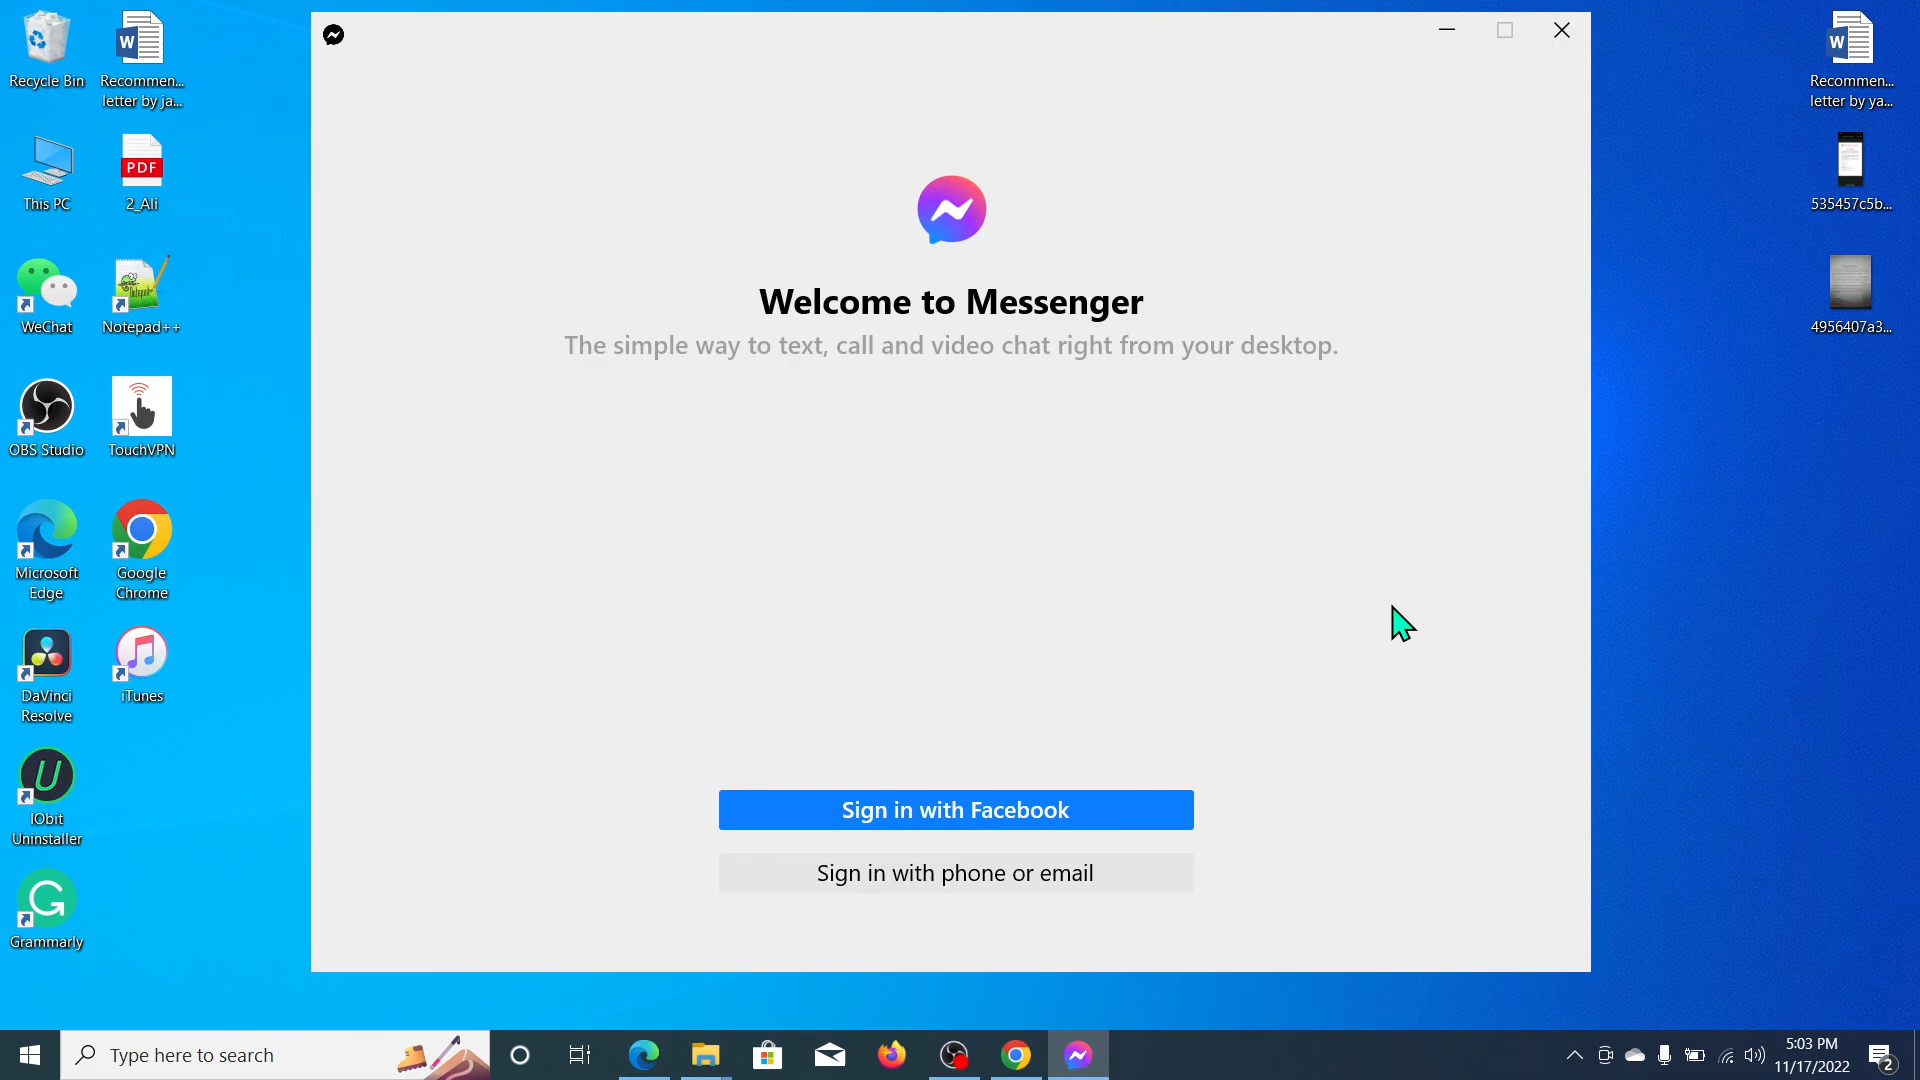 Recycle Bin
Recommen...
letter by ja...
This PC
PDF
2_Ali
WeChat
Notepad++
OBS Studio
TouchVPN
Microsoft
Edge
Google
Chrome
DaVinci
Resolve
iTunes
IObit
Uninstaller
Grammarly
Welcome to Messenger
The simple way to text, call and video chat right from your desktop.
Sign in with Facebook
Sign in with phone or email
Recommen...
letter by ya...
535457c5b...
4956407a3...
Type here to search
5:03 PM
11/17/2022
2